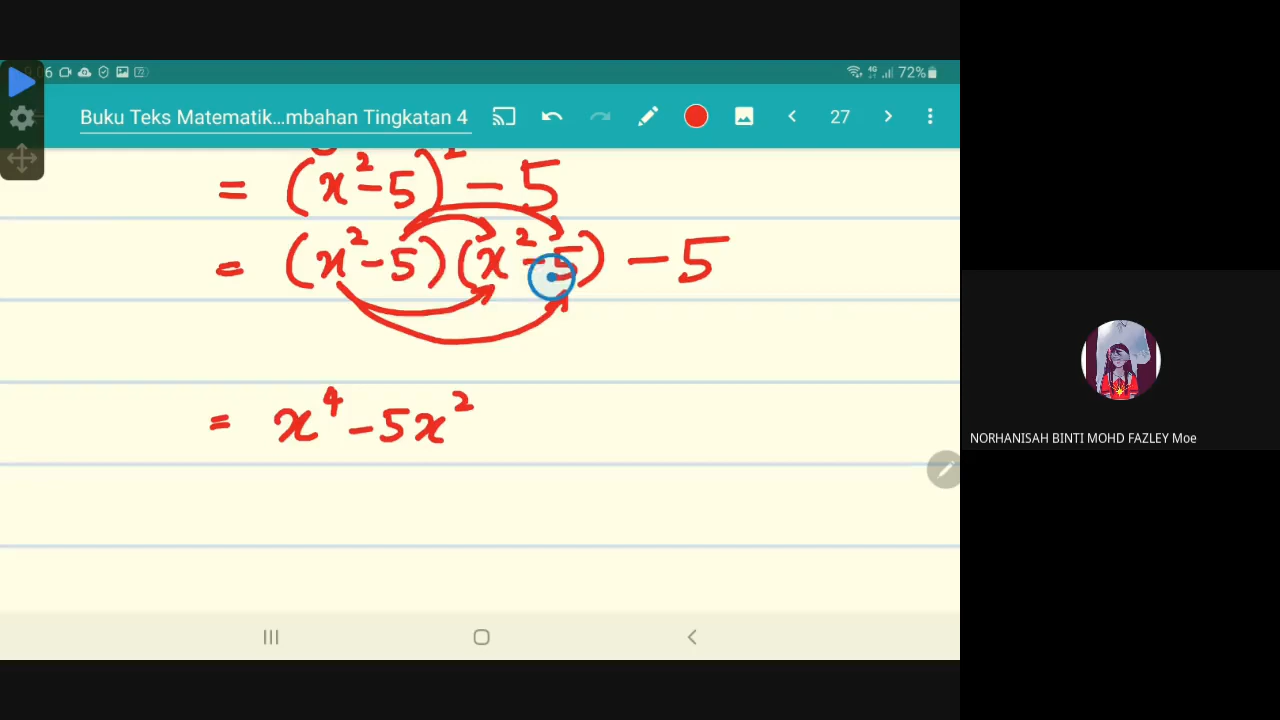 72%
Buku Teks Matematik...mbahan Tingkatan 4
27
= (x²-5)² - 5
= (x²-5)(x²-5) - 5
= x⁴ - 5x²
NORHANISAH BINTI MOHD FAZLEY Moe